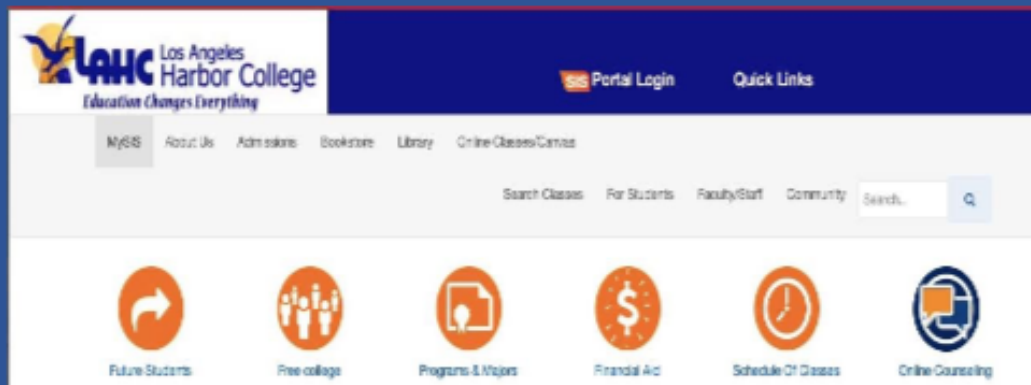 LAHC Los Angeles
Harbor College
Education Changes Everything
SIS Portal Login Quick Links
MySIS About Us Admissions Bookstore Library Online Classes/Canvas
Search Classes For Students Faculty/Staff Community Search...
Future Students Free college Programs & Majors Financial Aid Schedule Of Classes Online Counseling